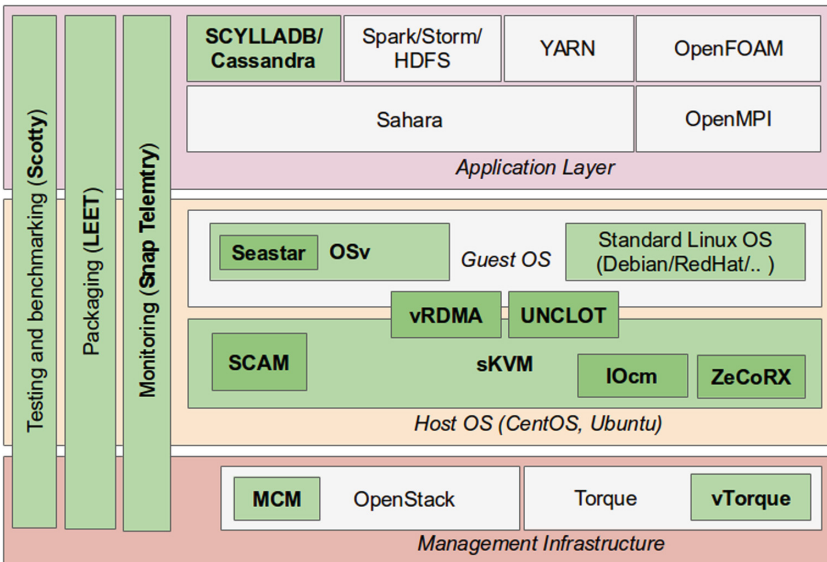 Testing and benchmarking (Scotty)
Packaging (LEET)
Monitoring (Snap Telemtry)
SCYLLADB/
Cassandra
Spark/Storm/
HDFS
YARN
OpenFOAM
Sahara
OpenMPI
Application Layer
Seastar
OSv
Guest OS
Standard Linux OS
(Debian/RedHat/.. )
vRDMA
UNCLOT
SCAM
sKVM
IOcm
ZeCoRX
Host OS (CentOS, Ubuntu)
MCM
OpenStack
Torque
vTorque
Management Infrastructure